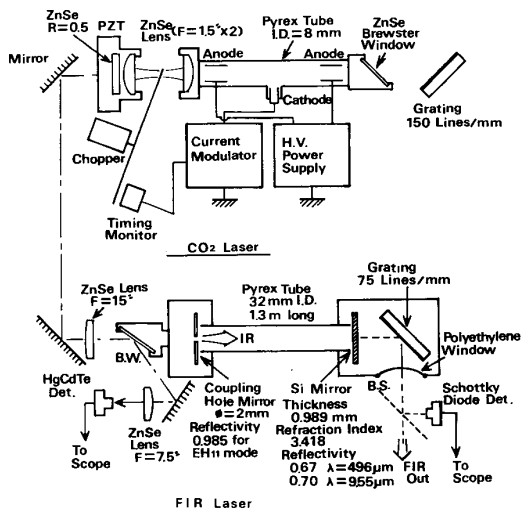 ZnSe
R=0.5
PZT
ZnSe
Lens
(F=1.5"x2)
Pyrex Tube
I.D.=8 mm
ZnSe
Brewster
Window
Mirror
Anode
Anode
Cathode
Grating
150 Lines/mm
Chopper
Current
Modulator
H.V.
Power
Supply
Timing
Monitor
CO2 Laser
ZnSe Lens
F=15"
Pyrex Tube
32mm I.D.
1.3 m long
Grating
75 Lines/mm
IR
B.W.
Polyethylene
Window
HgCdTe
Det.
Coupling
Hole Mirror
ø=2mm
Reflectivity
0.985 for
EH11 mode
Si Mirror
Thickness
0.989 mm
Refraction Index
3.418
Reflectivity
0.67 λ=496µm
0.70 λ=955µm
B.S.
Schottky
Diode Det.
To
Scope
ZnSe
Lens
F=7.5"
FIR
Out
To
Scope
FIR Laser